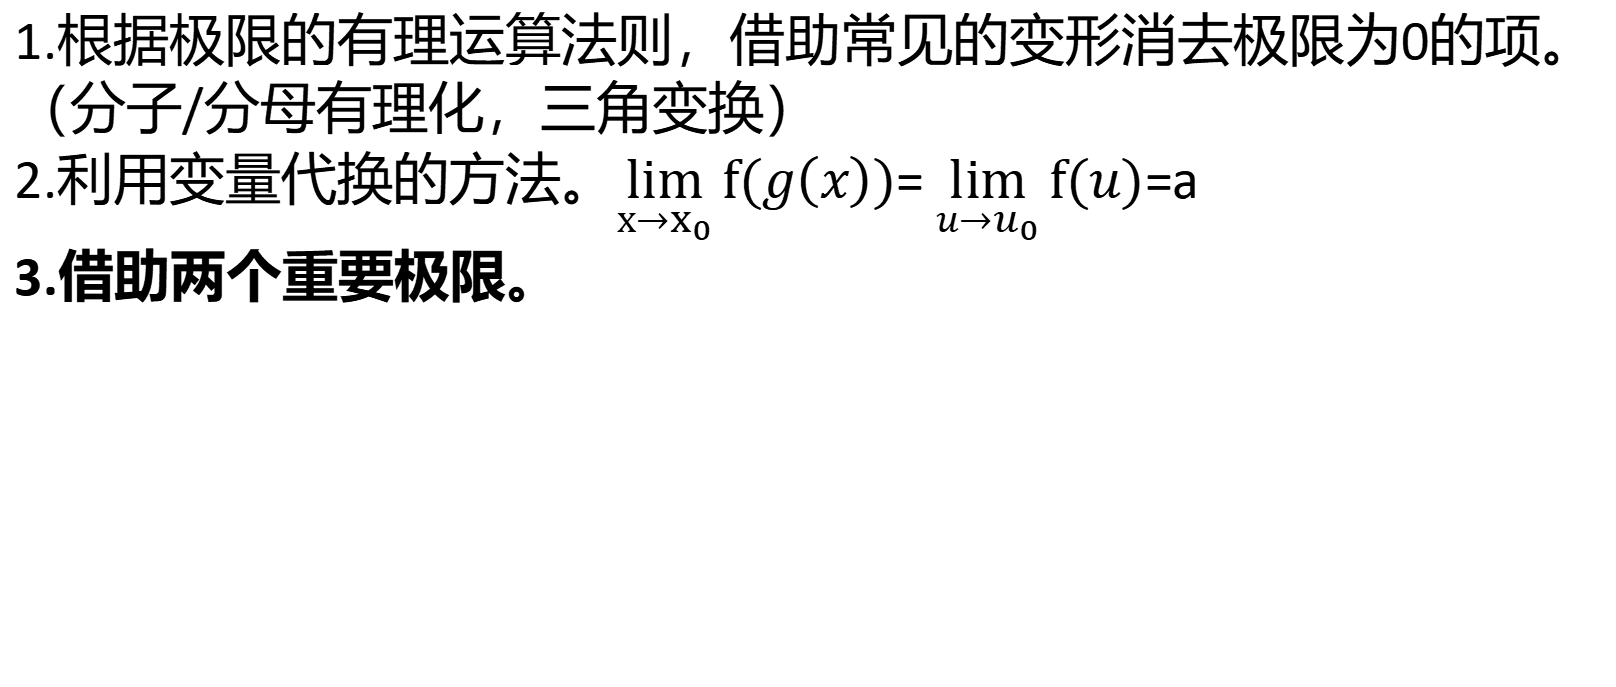 1.根据极限的有理运算法则，借助常见的变形消去极限为0的项。
（分子/分母有理化，三角变换）
2.利用变量代换的方法。 lim x→x₀ f(g(x))= lim u→u₀ f(u)=a
3.借助两个重要极限。